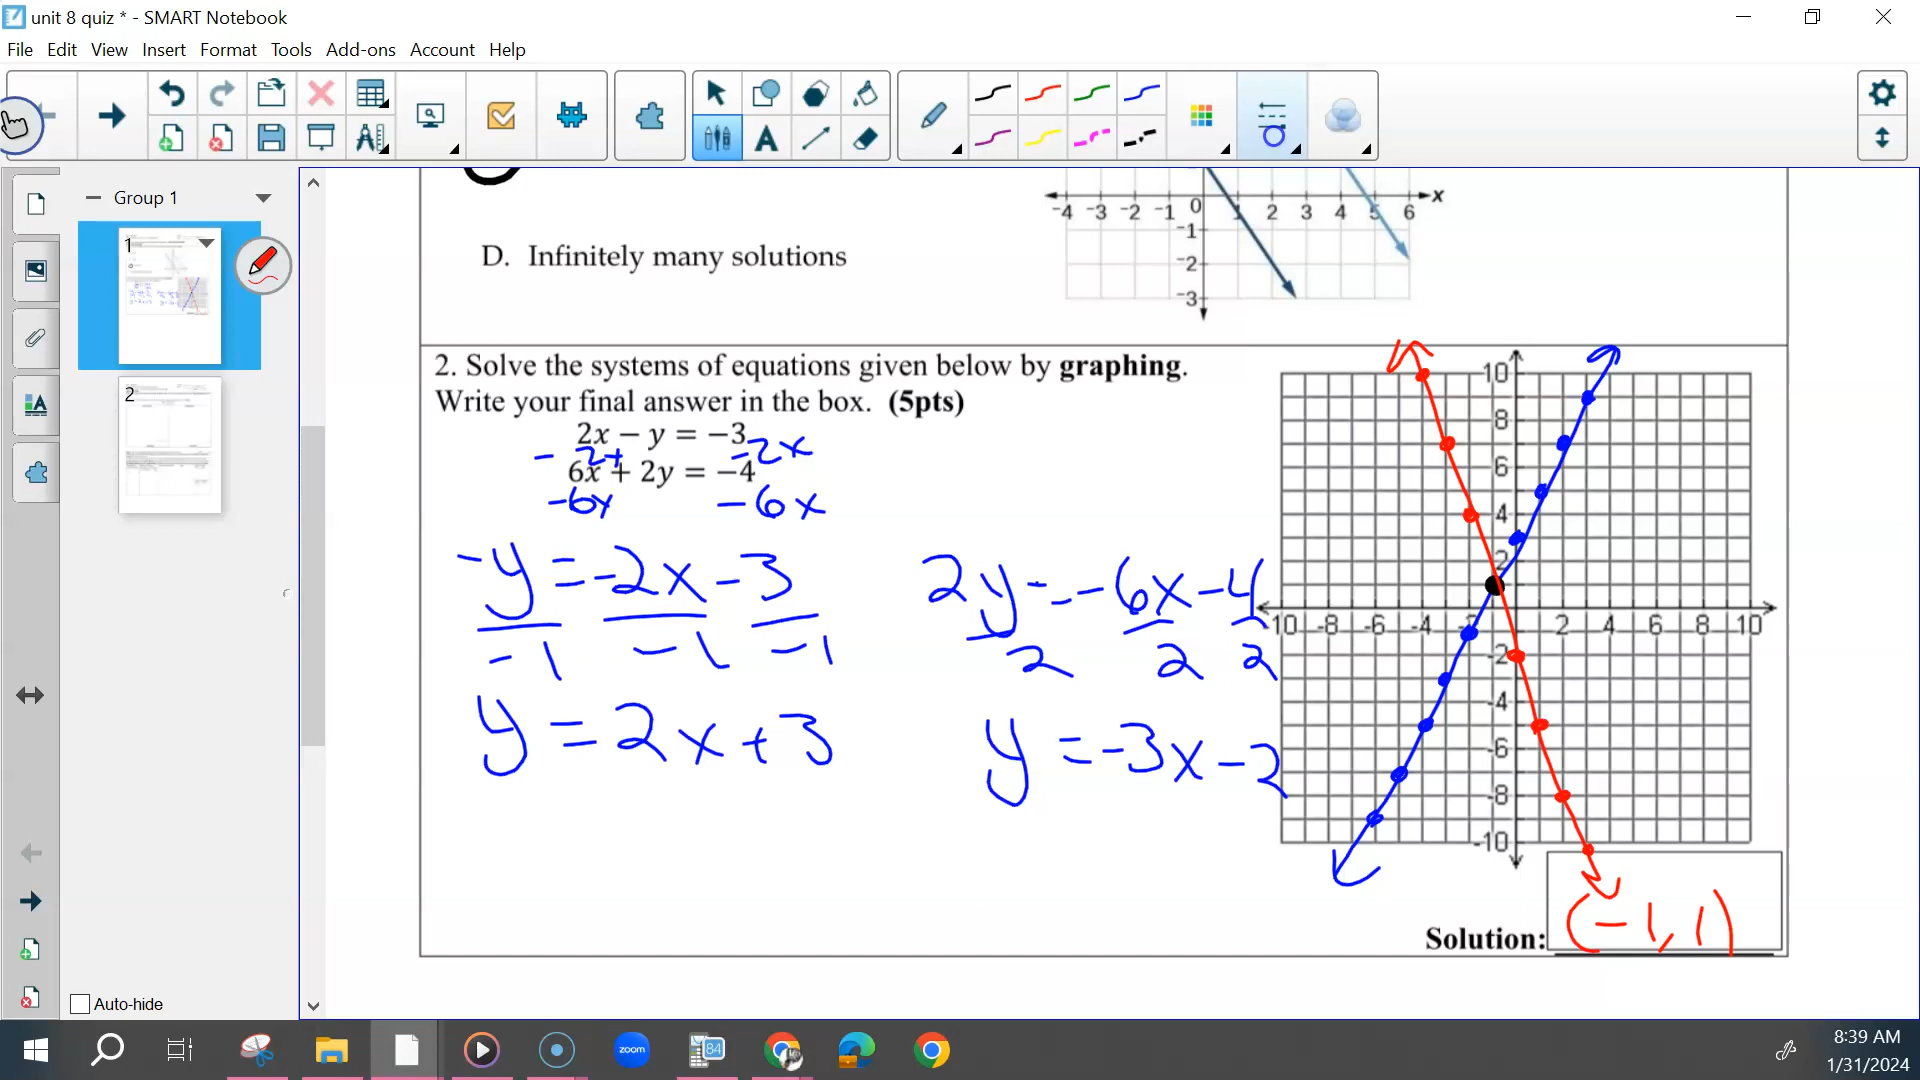 unit 8 quiz * - SMART Notebook
File Edit View Insert Format Tools Add-ons Account Help
Group 1
1
2
Auto-hide
x
-4 -3 -2 -1 0 1 2 3 4 5 6
-1
-2
-3
D. Infinitely many solutions
2. Solve the systems of equations given below by graphing.
Write your final answer in the box. (5pts)
2x − y = −3
- 2x -2x
6x + 2y = −4
-6x -6x
-y = -2x - 3
-1 -1 -1
y = 2x + 3
2y = -6x - 4
2 2 2
y = -3x - 2
10
8
6
4
2
-10 -8 -6 -4 -2 2 4 6 8 10
-2
-4
-6
-8
-10
Solution: (-1, 1)
zoom
84
8:39 AM
1/31/2024